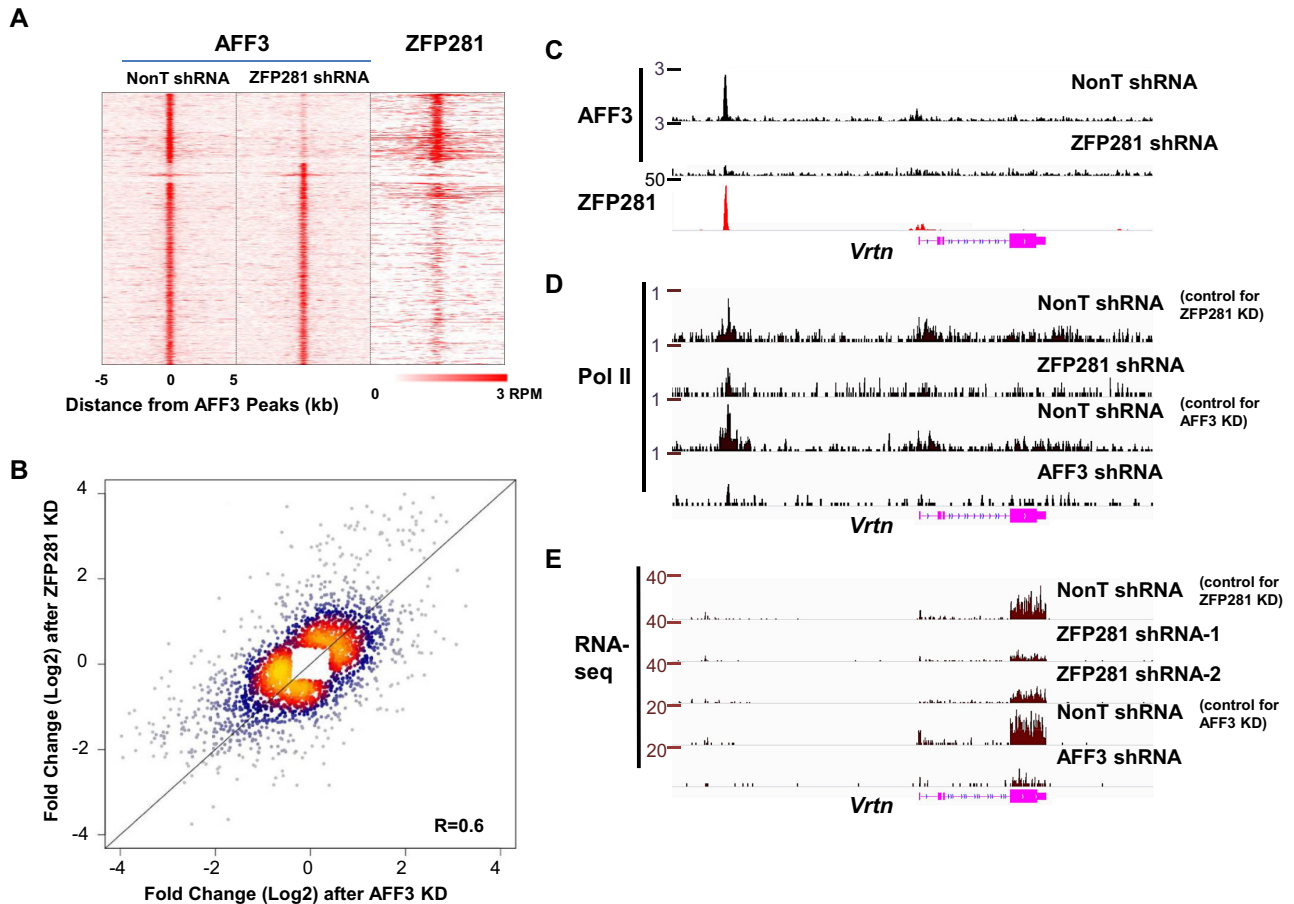 A
AFF3
ZFP281
NonT shRNA
ZFP281 shRNA
-5
0
5
0
3 RPM
Distance from AFF3 Peaks (kb)
B
Fold Change (Log2) after ZFP281 KD
4
2
0
-2
-4
R=0.6
-4
-2
0
2
4
Fold Change (Log2) after AFF3 KD
C
AFF3
3
NonT shRNA
3
ZFP281 shRNA
ZFP281
50
Vrtn
D
Pol II
1
NonT shRNA
(control for
ZFP281 KD)
1
ZFP281 shRNA
1
NonT shRNA
(control for
AFF3 KD)
1
AFF3 shRNA
Vrtn
E
RNA-
seq
40
NonT shRNA
(control for
ZFP281 KD)
40
ZFP281 shRNA-1
40
ZFP281 shRNA-2
20
NonT shRNA
(control for
AFF3 KD)
20
AFF3 shRNA
Vrtn